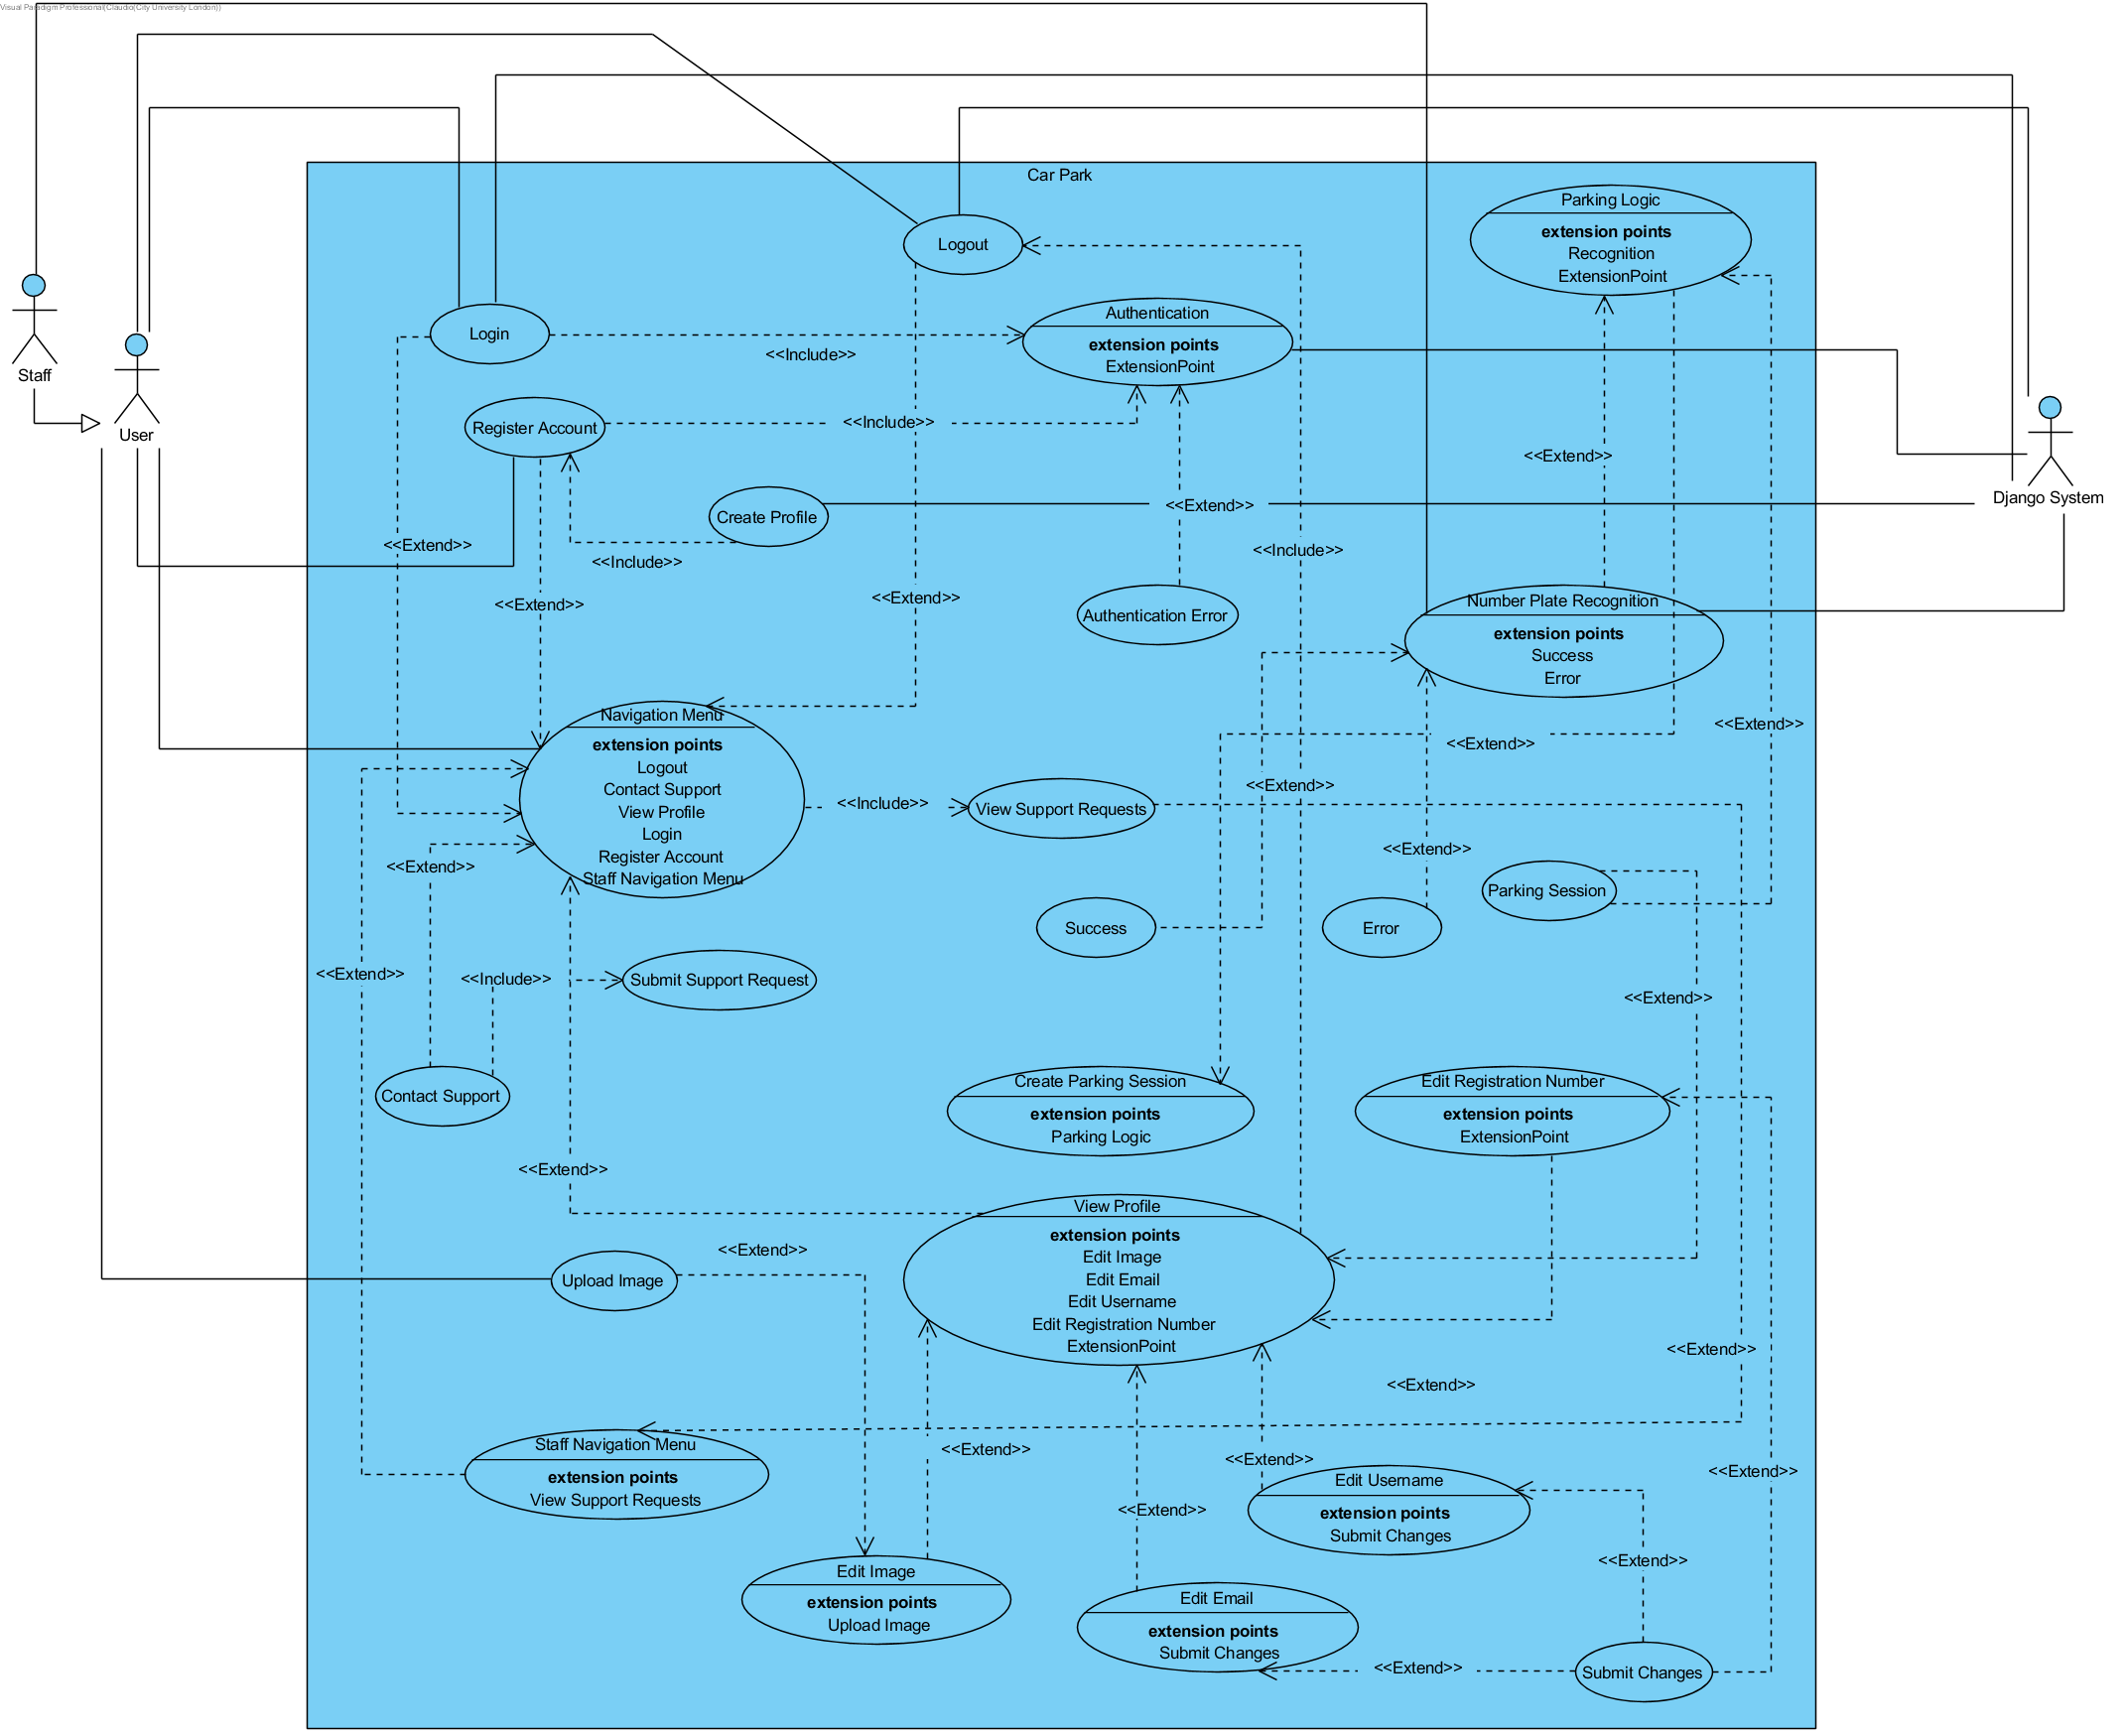 Visual Paradigm Professional(Claudio(City University London))
Car Park
Parking Logic
extension points
Recognition
ExtensionPoint
Logout
Authentication
extension points
ExtensionPoint
Login
<<Include>>
Staff
User
Register Account
<<Include>>
<<Extend>>
Django System
Create Profile
<<Extend>>
<<Extend>>
<<Include>>
<<Include>>
<<Extend>>
<<Extend>>
Authentication Error
Number Plate Recognition
extension points
Success
Error
Navigation Menu
extension points
Logout
Contact Support
View Profile
Login
Register Account
Staff Navigation Menu
<<Extend>>
<<Extend>>
<<Extend>>
<<Include>>
View Support Requests
<<Extend>>
<<Extend>>
Parking Session
Success
Error
<<Extend>>
<<Include>>
Submit Support Request
<<Extend>>
Contact Support
Create Parking Session
extension points
Parking Logic
Edit Registration Number
extension points
ExtensionPoint
<<Extend>>
View Profile
extension points
Edit Image
Edit Email
Edit Username
Edit Registration Number
ExtensionPoint
<<Extend>>
Upload Image
<<Extend>>
<<Extend>>
Staff Navigation Menu
extension points
View Support Requests
<<Extend>>
<<Extend>>
<<Extend>>
Edit Username
extension points
Submit Changes
<<Extend>>
<<Extend>>
Edit Image
extension points
Upload Image
Edit Email
extension points
Submit Changes
<<Extend>>
Submit Changes